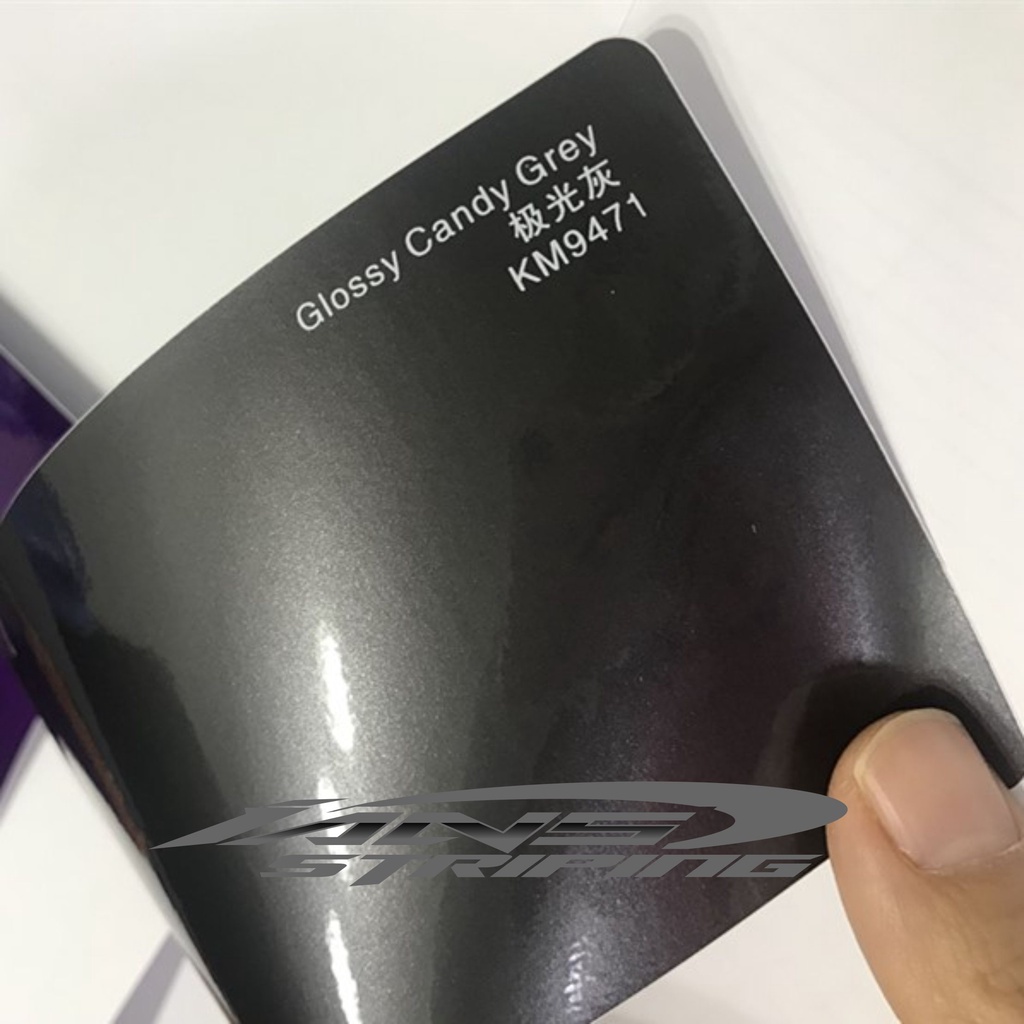 Glossy Candy Grey
极光灰
KM9471
STRIPING